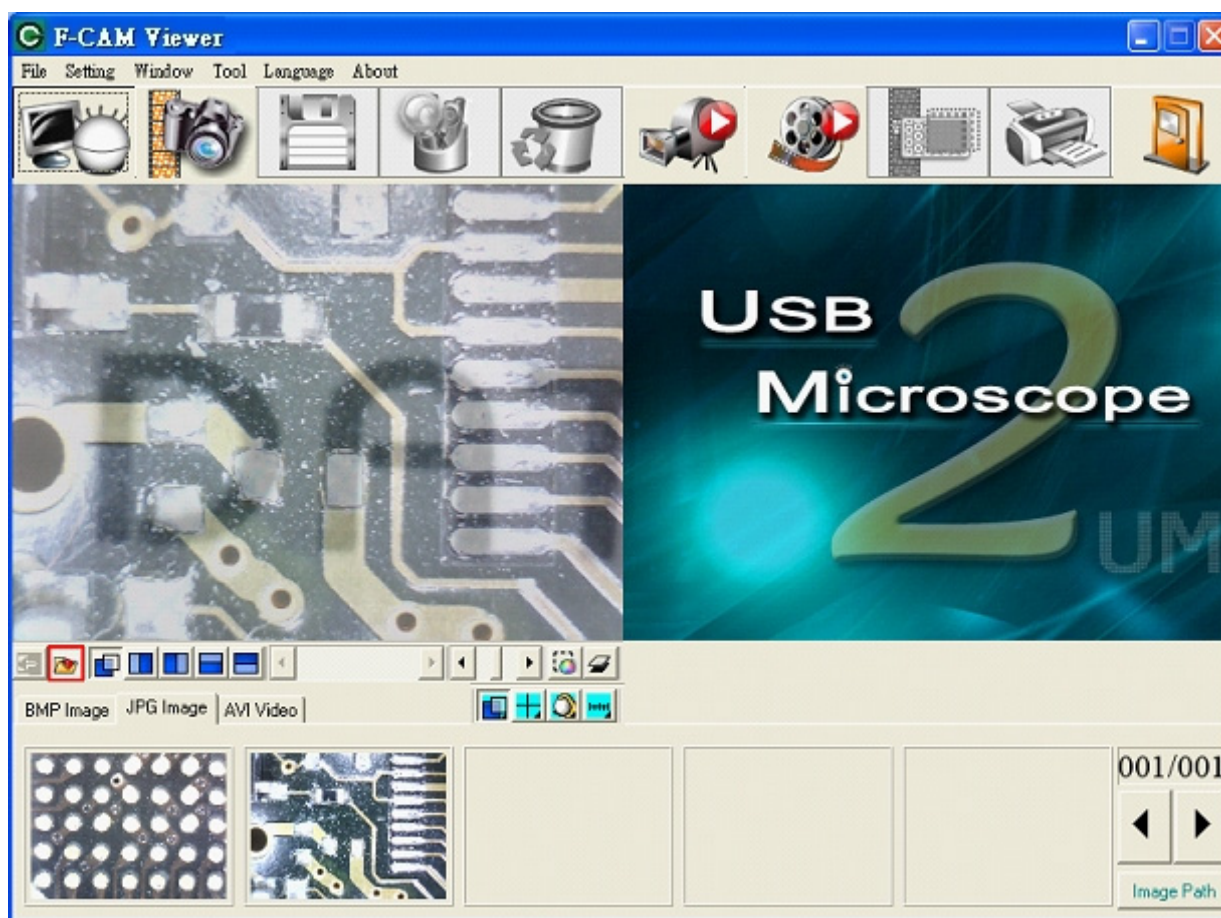 F-CAM Viewer
File Setting Window Tool Language About
USB
Microscope
2
UM
BMP Image JPG Image AVI Video
001/001
Image Path